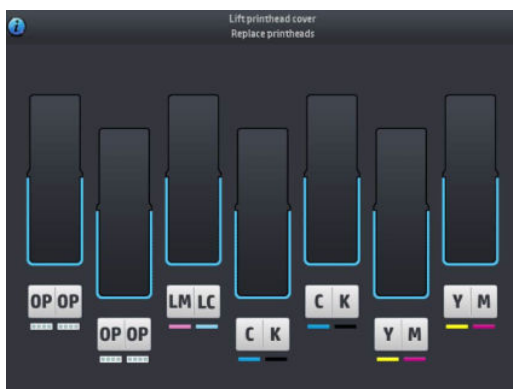 i
Lift printhead cover
Replace printheads
OP OP
OP OP
LM LC
C K
C K
Y M
Y M